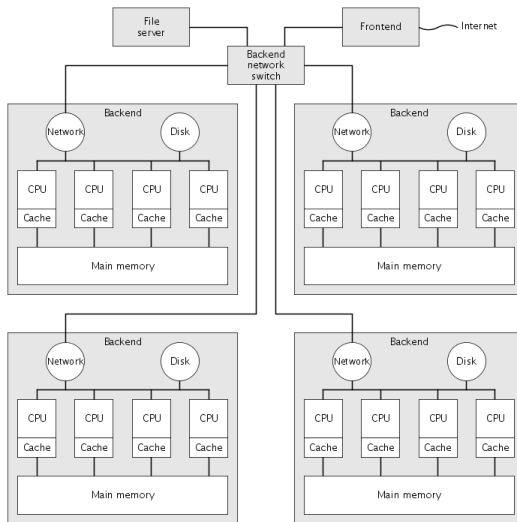 File
server
Frontend
Internet
Backend
network
switch
Backend
Network
Disk
CPU
CPU
CPU
CPU
Cache
Cache
Cache
Cache
Main memory
Backend
Network
Disk
CPU
CPU
CPU
CPU
Cache
Cache
Cache
Cache
Main memory
Backend
Network
Disk
CPU
CPU
CPU
CPU
Cache
Cache
Cache
Cache
Main memory
Backend
Network
Disk
CPU
CPU
CPU
CPU
Cache
Cache
Cache
Cache
Main memory